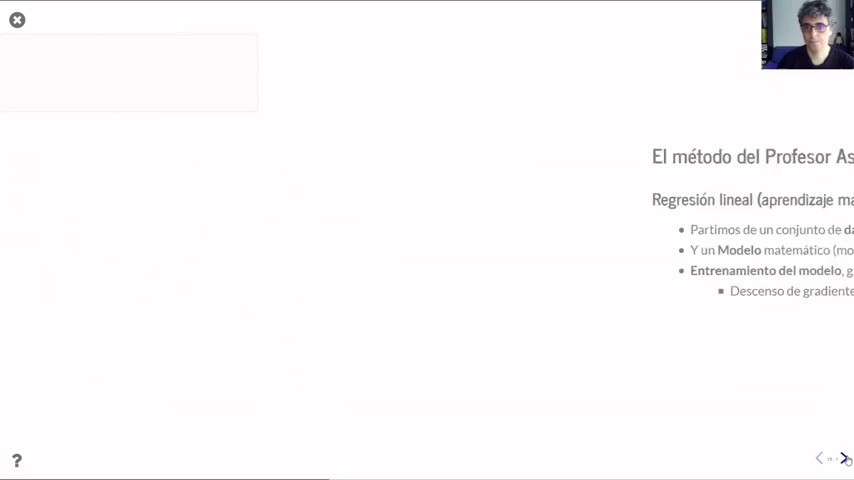 El método del Profesor As
Regresión lineal (aprendizaje ma
Partimos de un conjunto de da
Y un Modelo matemático (mo
Entrenamiento del modelo, g
Descenso de gradiente
?